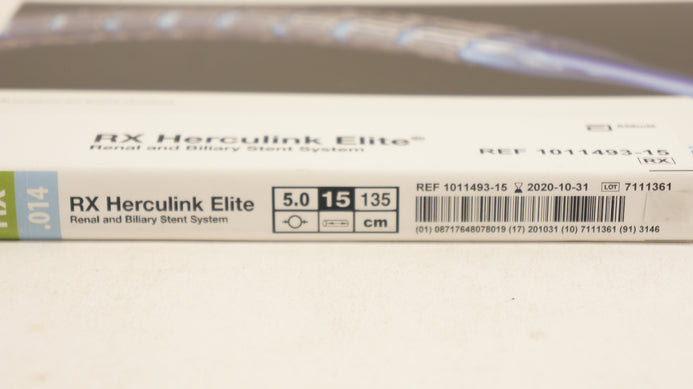 RX Herculink Elite®
Renal and Biliary Stent System
Abbott
REF 1011493-15
RX
RX
.014
RX Herculink Elite
Renal and Biliary Stent System
5.0 15 135
cm
REF 1011493-15 2020-10-31 LOT 7111361
(01) 08717648078019 (17) 201031 (10) 7111361 (91) 3146